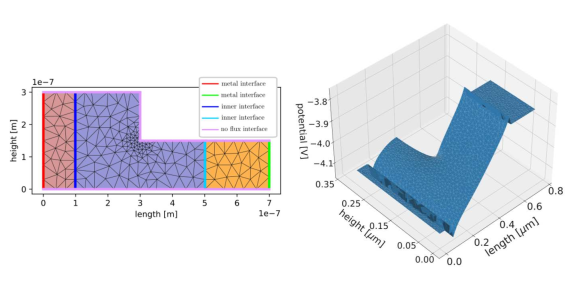 metal interface
metal interface
inner interface
inner interface
no flux interface
1e−7
3
2
1
0
height [m]
0 1 2 3 4 5 6 7
length [m]
1e−7
potential [V]
−3.8
−3.9
−4.0
−4.1
0.35
0.25
0.15
0.05
0.00
height [μm]
0.0
0.2
0.4
0.6
0.8
length [μm]